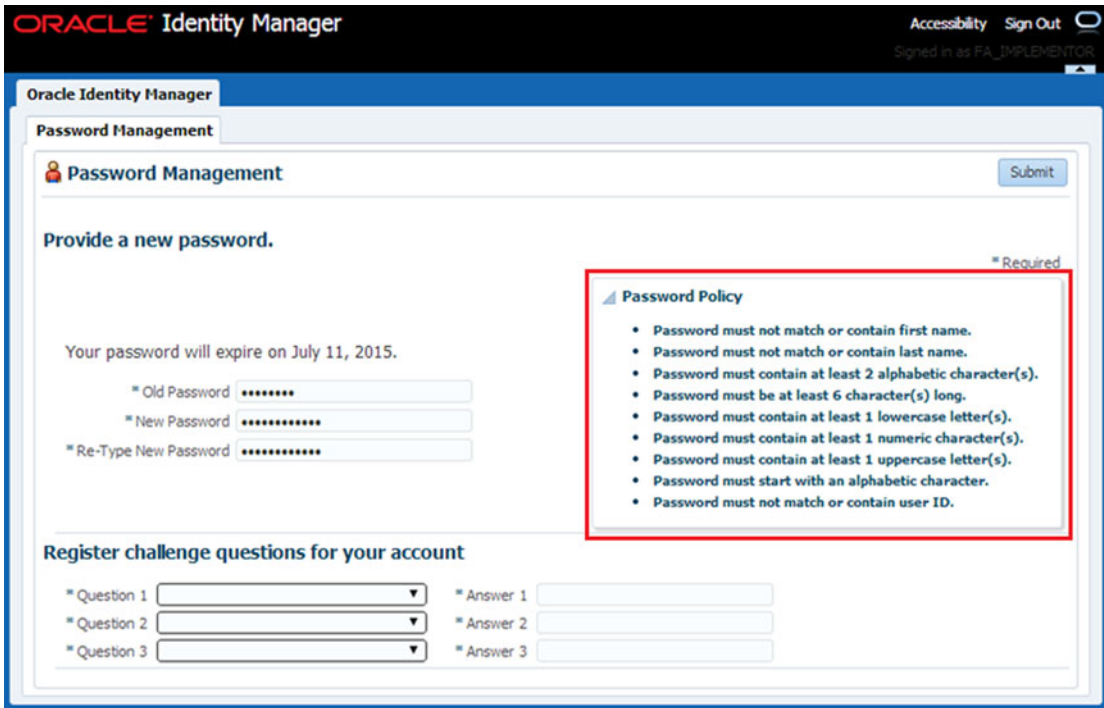 ORACLE Identity Manager
Accessibility Sign Out
Signed in as FA_IMPLEMENTOR
Oracle Identity Manager
Password Management
Password Management
Submit
Provide a new password.
* Required
Password Policy
• Password must not match or contain first name.
• Password must not match or contain last name.
• Password must contain at least 2 alphabetic character(s).
• Password must be at least 6 character(s) long.
• Password must contain at least 1 lowercase letter(s).
• Password must contain at least 1 numeric character(s).
• Password must contain at least 1 uppercase letter(s).
• Password must start with an alphabetic character.
• Password must not match or contain user ID.
Your password will expire on July 11, 2015.
* Old Password ••••••••
* New Password ••••••••••••
* Re-Type New Password ••••••••••••
Register challenge questions for your account
* Question 1 * Answer 1
* Question 2 * Answer 2
* Question 3 * Answer 3